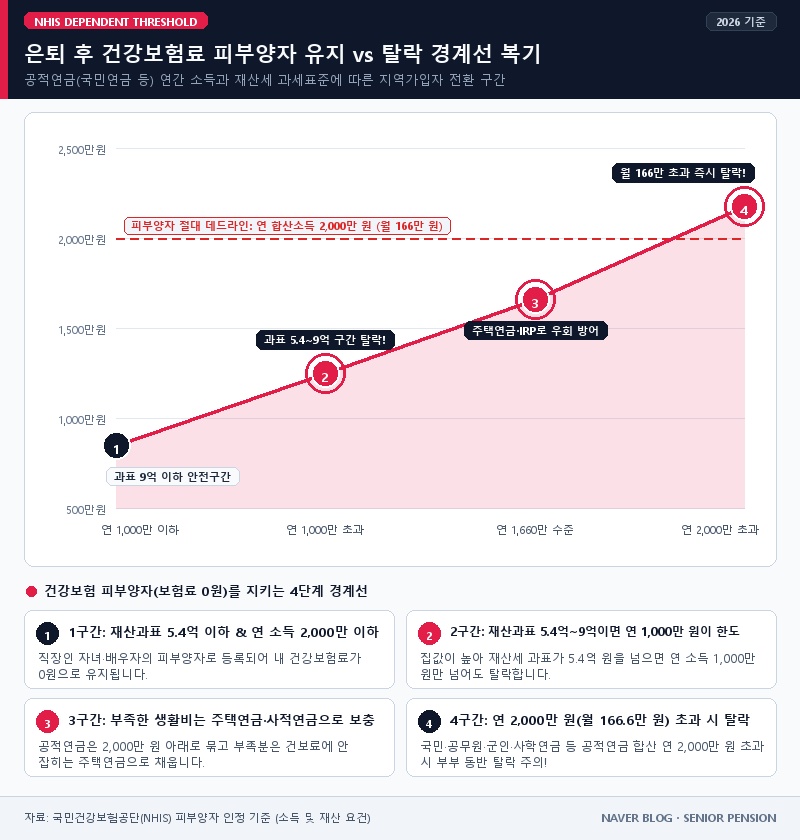 NHIS DEPENDENT THRESHOLD
2026 기준
은퇴 후 건강보험료 피부양자 유지 vs 탈락 경계선 복기
공적연금(국민연금 등) 연간 소득과 재산세 과세표준에 따른 지역가입자 전환 구간
2,500만원
월 166만 초과 즉시 탈락!
4
피부양자 절대 데드라인: 연 합산소득 2,000만 원 (월 166만 원)
2,000만원
3
1,500만원
주택연금·IRP로 우회 방어
과표 5.4~9억 구간 탈락!
2
1,000만원
1
과표 9억 이하 안전구간
500만원
연 1,000만 이하
연 1,000만 초과
연 1,660만 수준
연 2,000만 초과
건강보험 피부양자(보험료 0원)를 지키는 4단계 경계선
1 1구간: 재산과표 5.4억 이하 & 연 소득 2,000만 이하
직장인 자녀·배우자의 피부양자로 등록되어 내 건강보험료가
0원으로 유지됩니다.
2 2구간: 재산과표 5.4억~9억이면 연 1,000만 원이 한도
집값이 높아 재산세 과표가 5.4억 원을 넘으면 연 소득 1,000만
원만 넘어도 탈락합니다.
3 3구간: 부족한 생활비는 주택연금·사적연금으로 보충
공적연금은 2,000만 원 아래로 묶고 부족분은 건보료에 안
잡히는 주택연금으로 채웁니다.
4 4구간: 연 2,000만 원(월 166.6만 원) 초과 시 탈락
국민·공무원·군인·사학연금 등 공적연금 합산 연 2,000만 원 초과
시 부부 동반 탈락 주의!
자료: 국민건강보험공단(NHIS) 피부양자 인정 기준 (소득 및 재산 요건)
NAVER BLOG · SENIOR PENSION